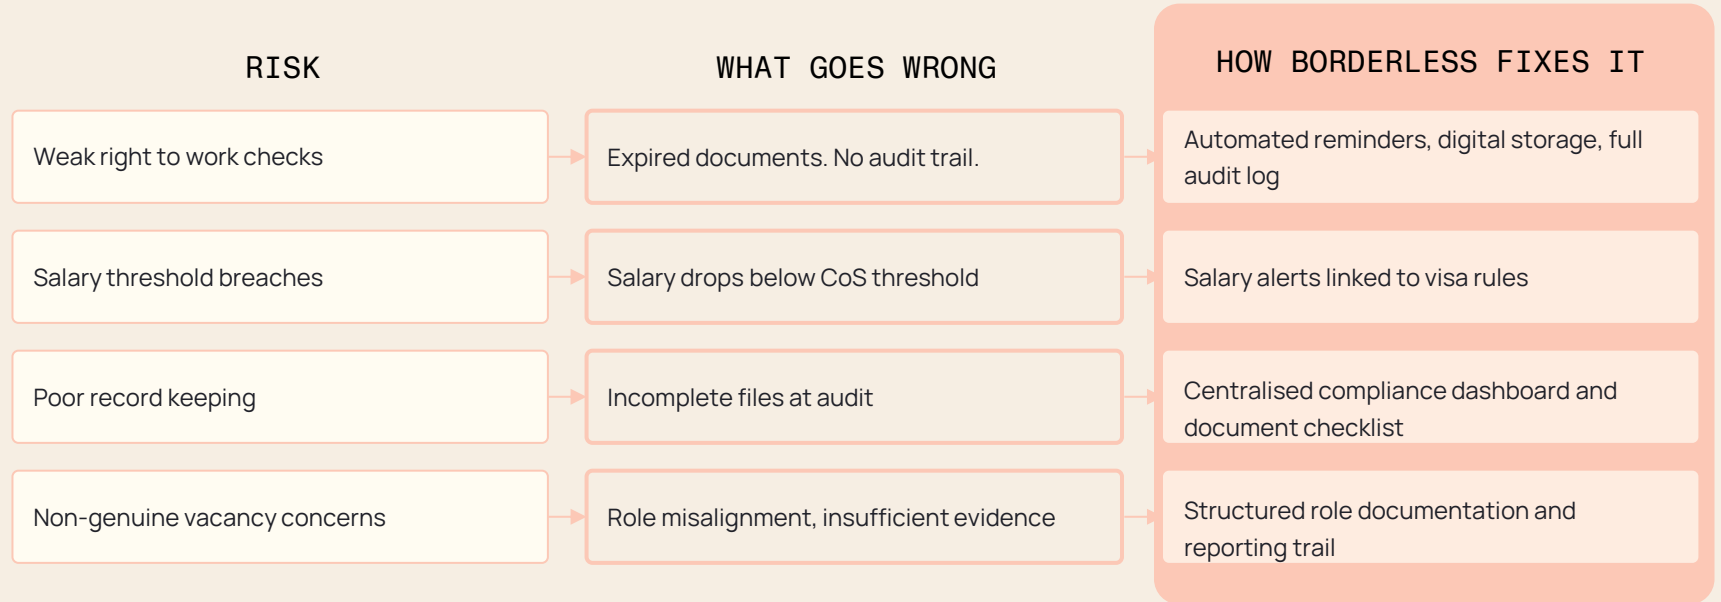 RISK
WHAT GOES WRONG
HOW BORDERLESS FIXES IT
Weak right to work checks
Expired documents. No audit trail.
Automated reminders, digital storage, full
audit log
Salary threshold breaches
Salary drops below CoS threshold
Salary alerts linked to visa rules
Poor record keeping
Incomplete files at audit
Centralised compliance dashboard and
document checklist
Non-genuine vacancy concerns
Role misalignment, insufficient evidence
Structured role documentation and
reporting trail